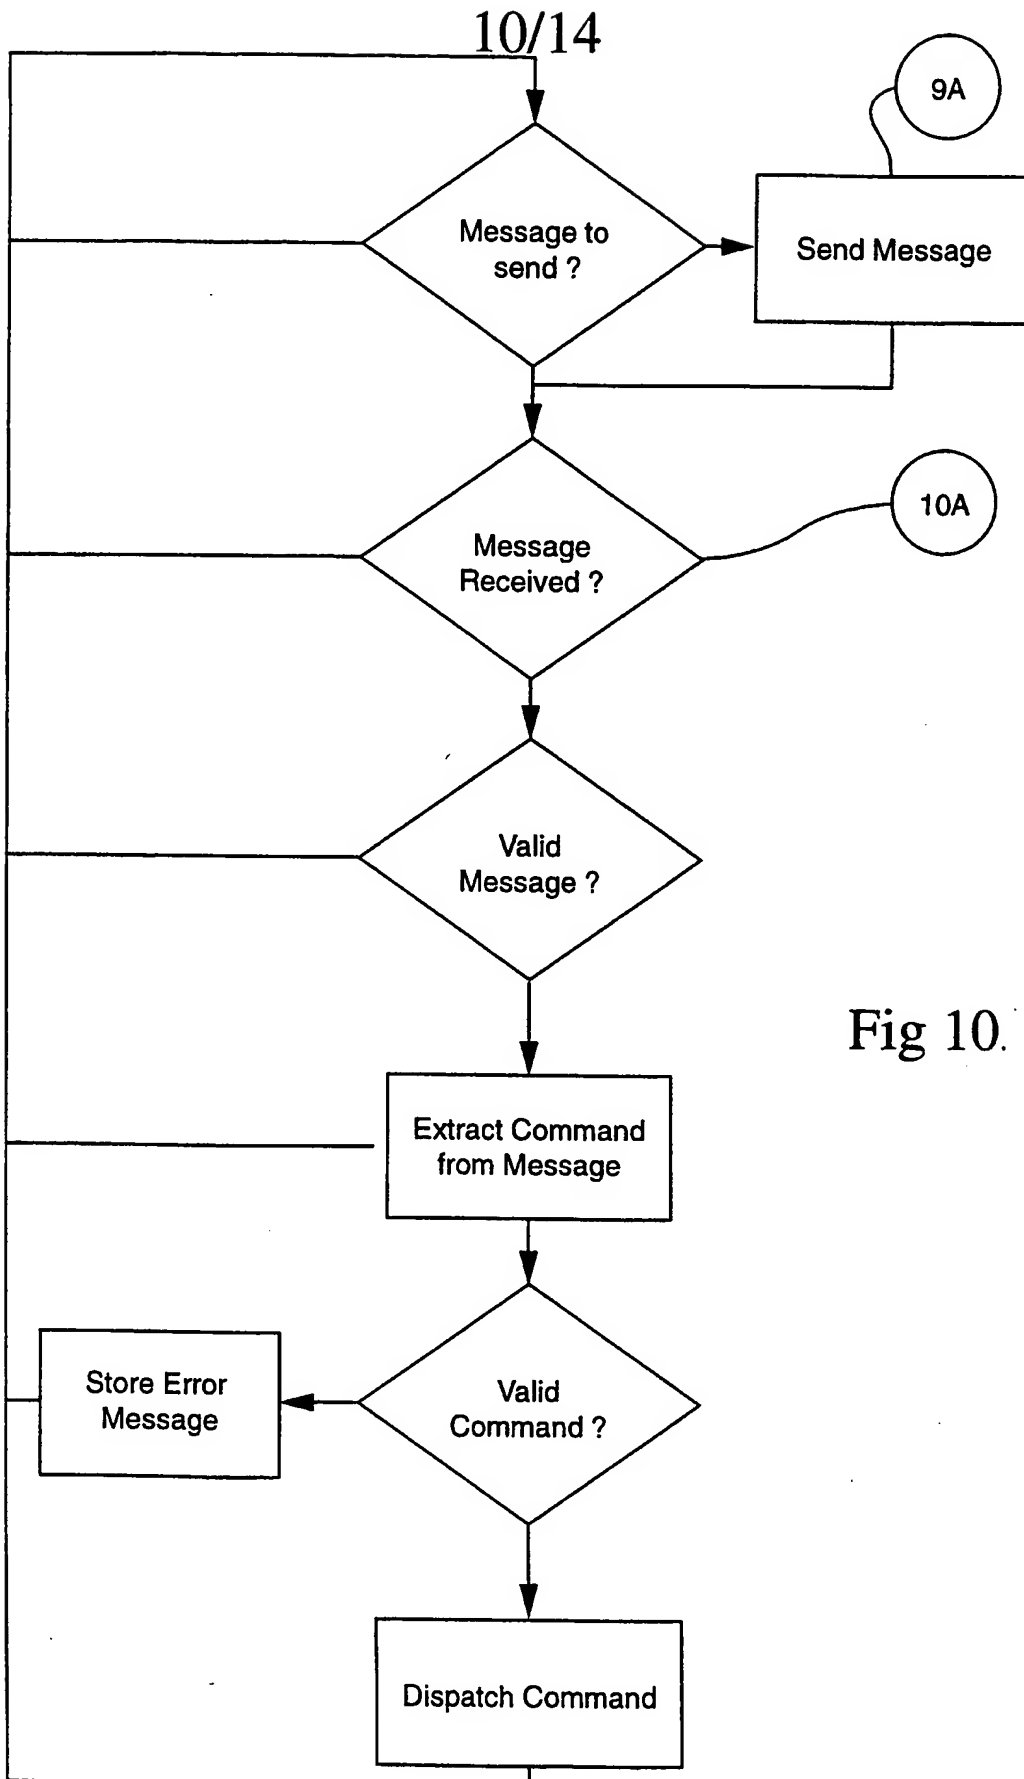 10/14
9A
Message to
send ?
Send Message
10A
Message
Received ?
Valid
Message ?
Fig 10.
Extract Command
from Message
Store Error
Message
Valid
Command ?
Dispatch Command